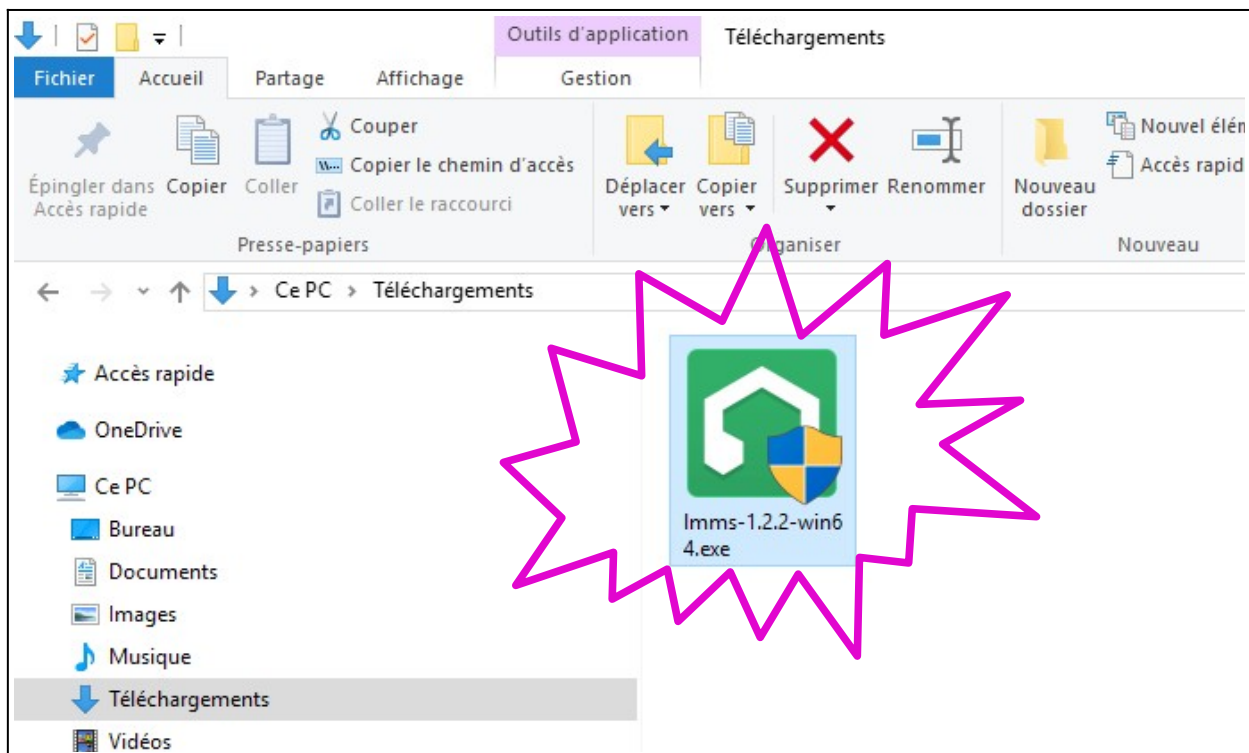 Outils d'application
Téléchargements
Fichier
Accueil
Partage
Affichage
Gestion
Épingler dans
Accès rapide
Copier
Coller
Couper
Copier le chemin d'accès
Coller le raccourci
Déplacer
vers
Copier
vers
Supprimer
Renommer
Nouveau
dossier
Nouvel élém
Accès rapid
Presse-papiers
Organiser
Nouveau
Ce PC > Téléchargements
Accès rapide
OneDrive
Ce PC
Bureau
Documents
Images
Musique
Téléchargements
Vidéos
lmms-1.2.2-win6
4.exe